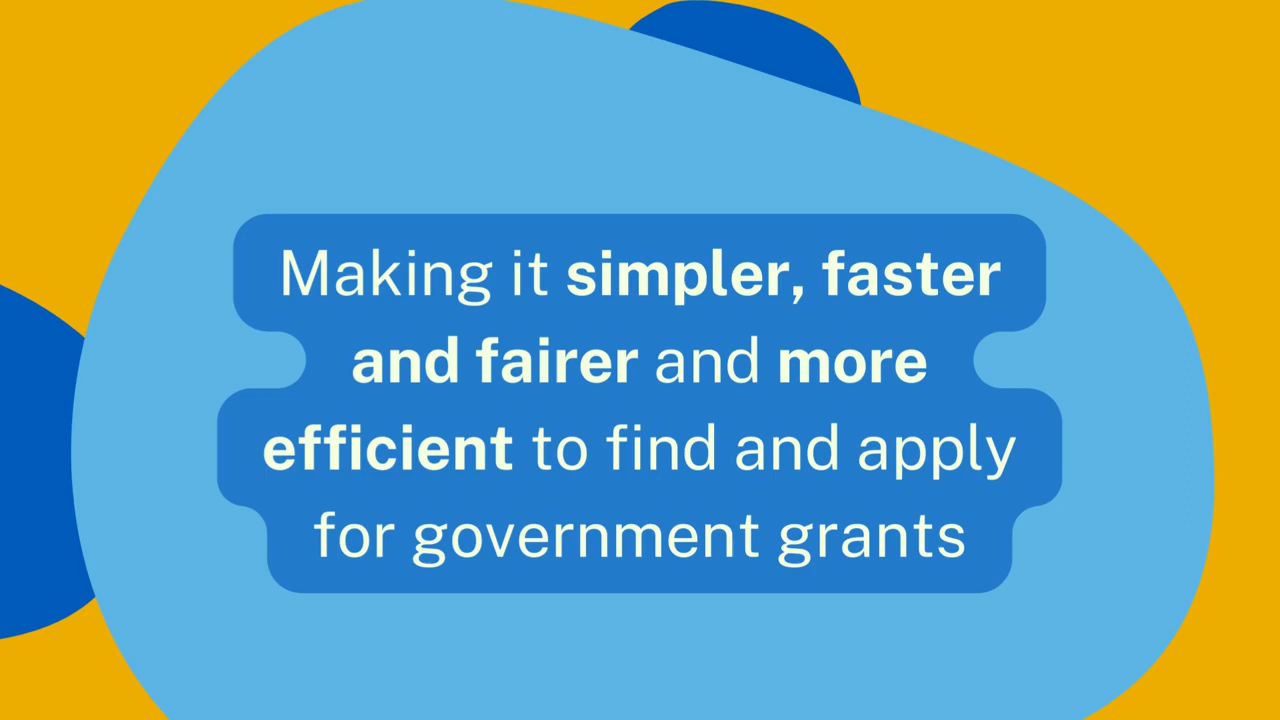 Making it simpler, faster
and fairer and more
efficient to find and apply
for government grants